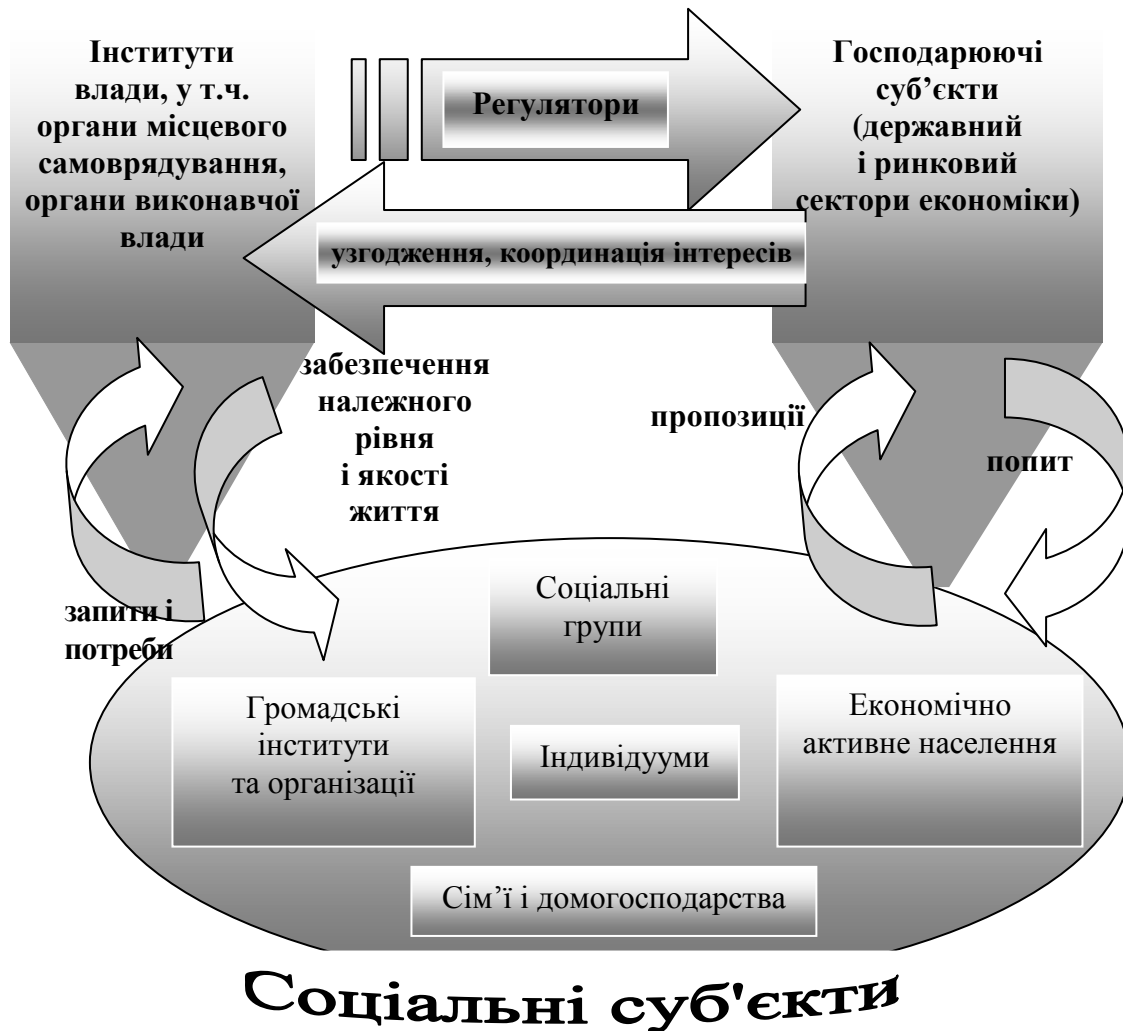 Інститути
влади, у т.ч.
органи місцевого
самоврядування,
органи виконавчої
влади
Регулятори
Господарюючі
суб’єкти
(державний
і ринковий
сектори економіки)
узгодження, координація інтересів
забезпечення
належного
рівня
і якості
життя
пропозиції
попит
запити і
потреби
Соціальні
групи
Громадські
інститути
та організації
Індивідууми
Економічно
активне населення
Сім’ї і домогосподарства
Соціальні суб'єкти